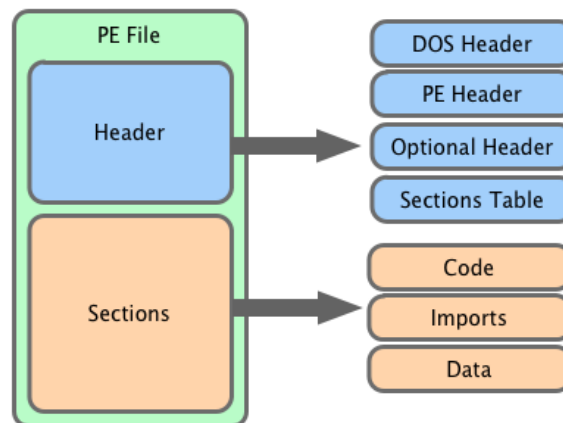 PE File
Header
Sections
DOS Header
PE Header
Optional Header
Sections Table
Code
Imports
Data